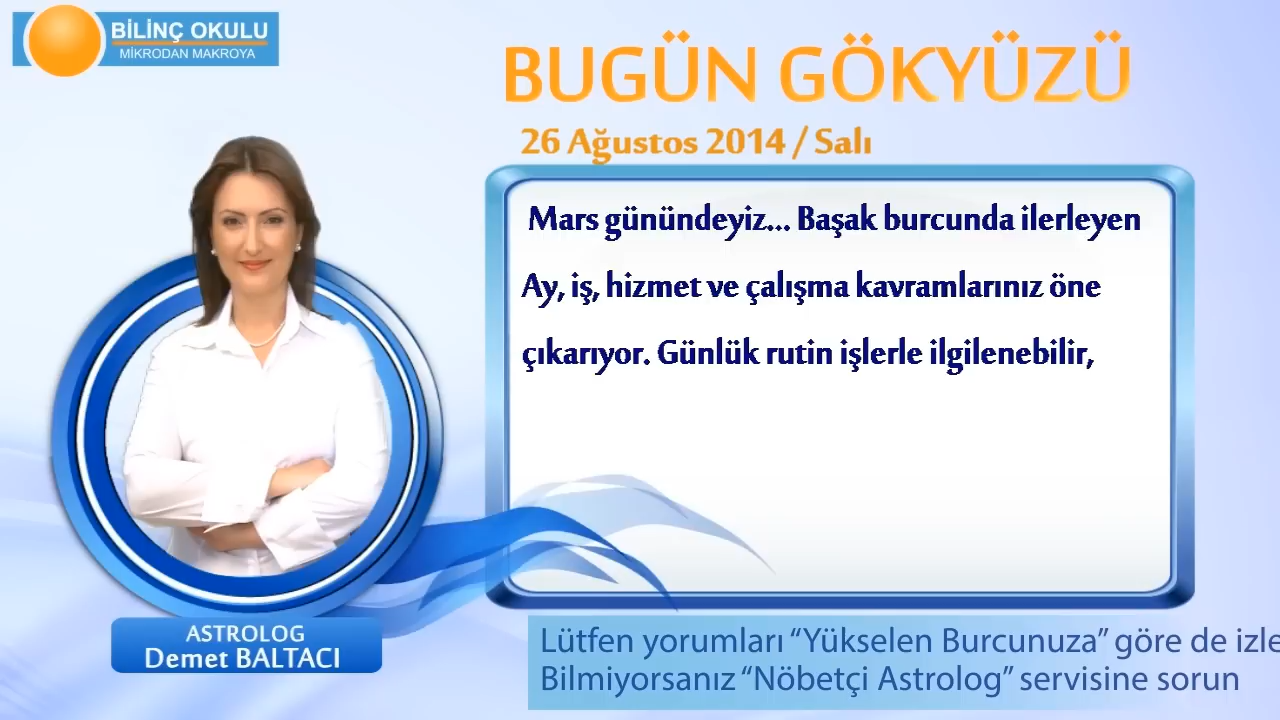 BİLİNÇ OKULU
MİKRODAN MAKROYA
BUGÜN GÖKYÜZÜ
26 Ağustos 2014 / Salı
Mars günündeyiz... Başak burcunda ilerleyen
Ay, iş, hizmet ve çalışma kavramlarınız öne
çıkarıyor. Günlük rutin işlerle ilgilenebilir,
ASTROLOG
Demet BALTACI
Lütfen yorumları “Yükselen Burcunuza” göre de izle
Bilmiyorsanız “Nöbetçi Astrolog” servisine sorun